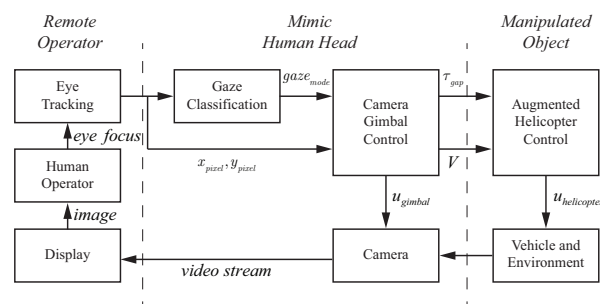 Remote
Operator
Mimic
Human Head
Manipulated
Object
Eye
Tracking
Gaze
Classification
gaze_mode
Camera
Gimbal
Control
τ_gap
Augmented
Helicopter
Control
eye focus
x_pixel, y_pixel
V
Human
Operator
u_gimbal
u_helicopter
image
Display
video stream
Camera
Vehicle and
Environment